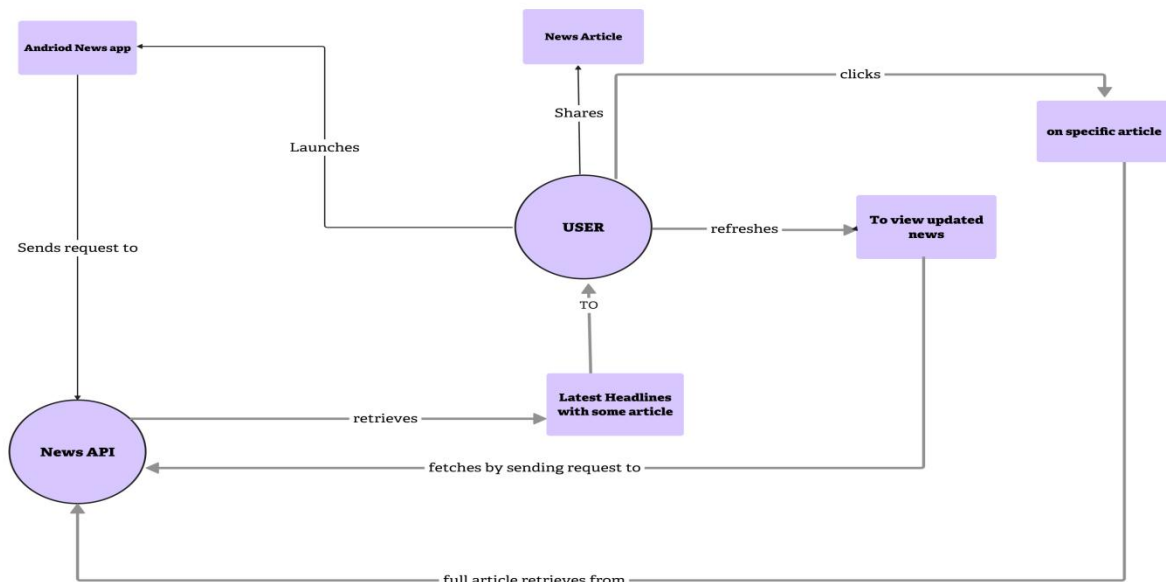 News Article
Andriod News app
clicks
Shares
on specific article
Launches
To view updated
news
USER
refreshes
Sends request to
TO
Latest Headlines
with some article
retrieves
News API
fetches by sending request to
full article retrieves from